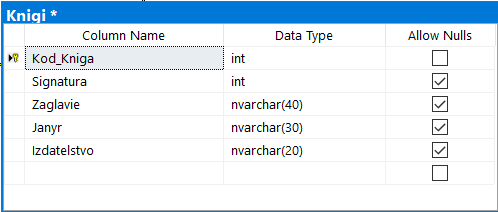 Knigi *
Column Name Data Type Allow Nulls
Kod_Kniga int
Signatura int
Zaglavie nvarchar(40)
Janyr nvarchar(30)
Izdatelstvo nvarchar(20)